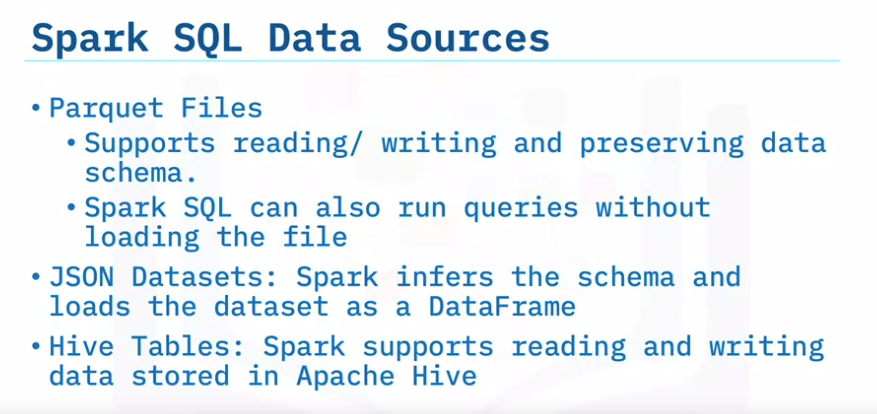 Spark SQL Data Sources
• Parquet Files
• Supports reading/ writing and preserving data
schema.
• Spark SQL can also run queries without
loading the file
• JSON Datasets: Spark infers the schema and
loads the dataset as a DataFrame
• Hive Tables: Spark supports reading and writing
data stored in Apache Hive